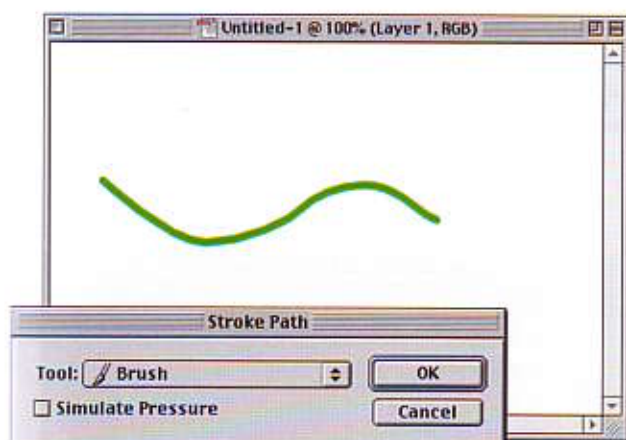 Untitled-1 @ 100% (Layer 1, RGB)
Stroke Path
Tool: Brush
OK
Simulate Pressure
Cancel